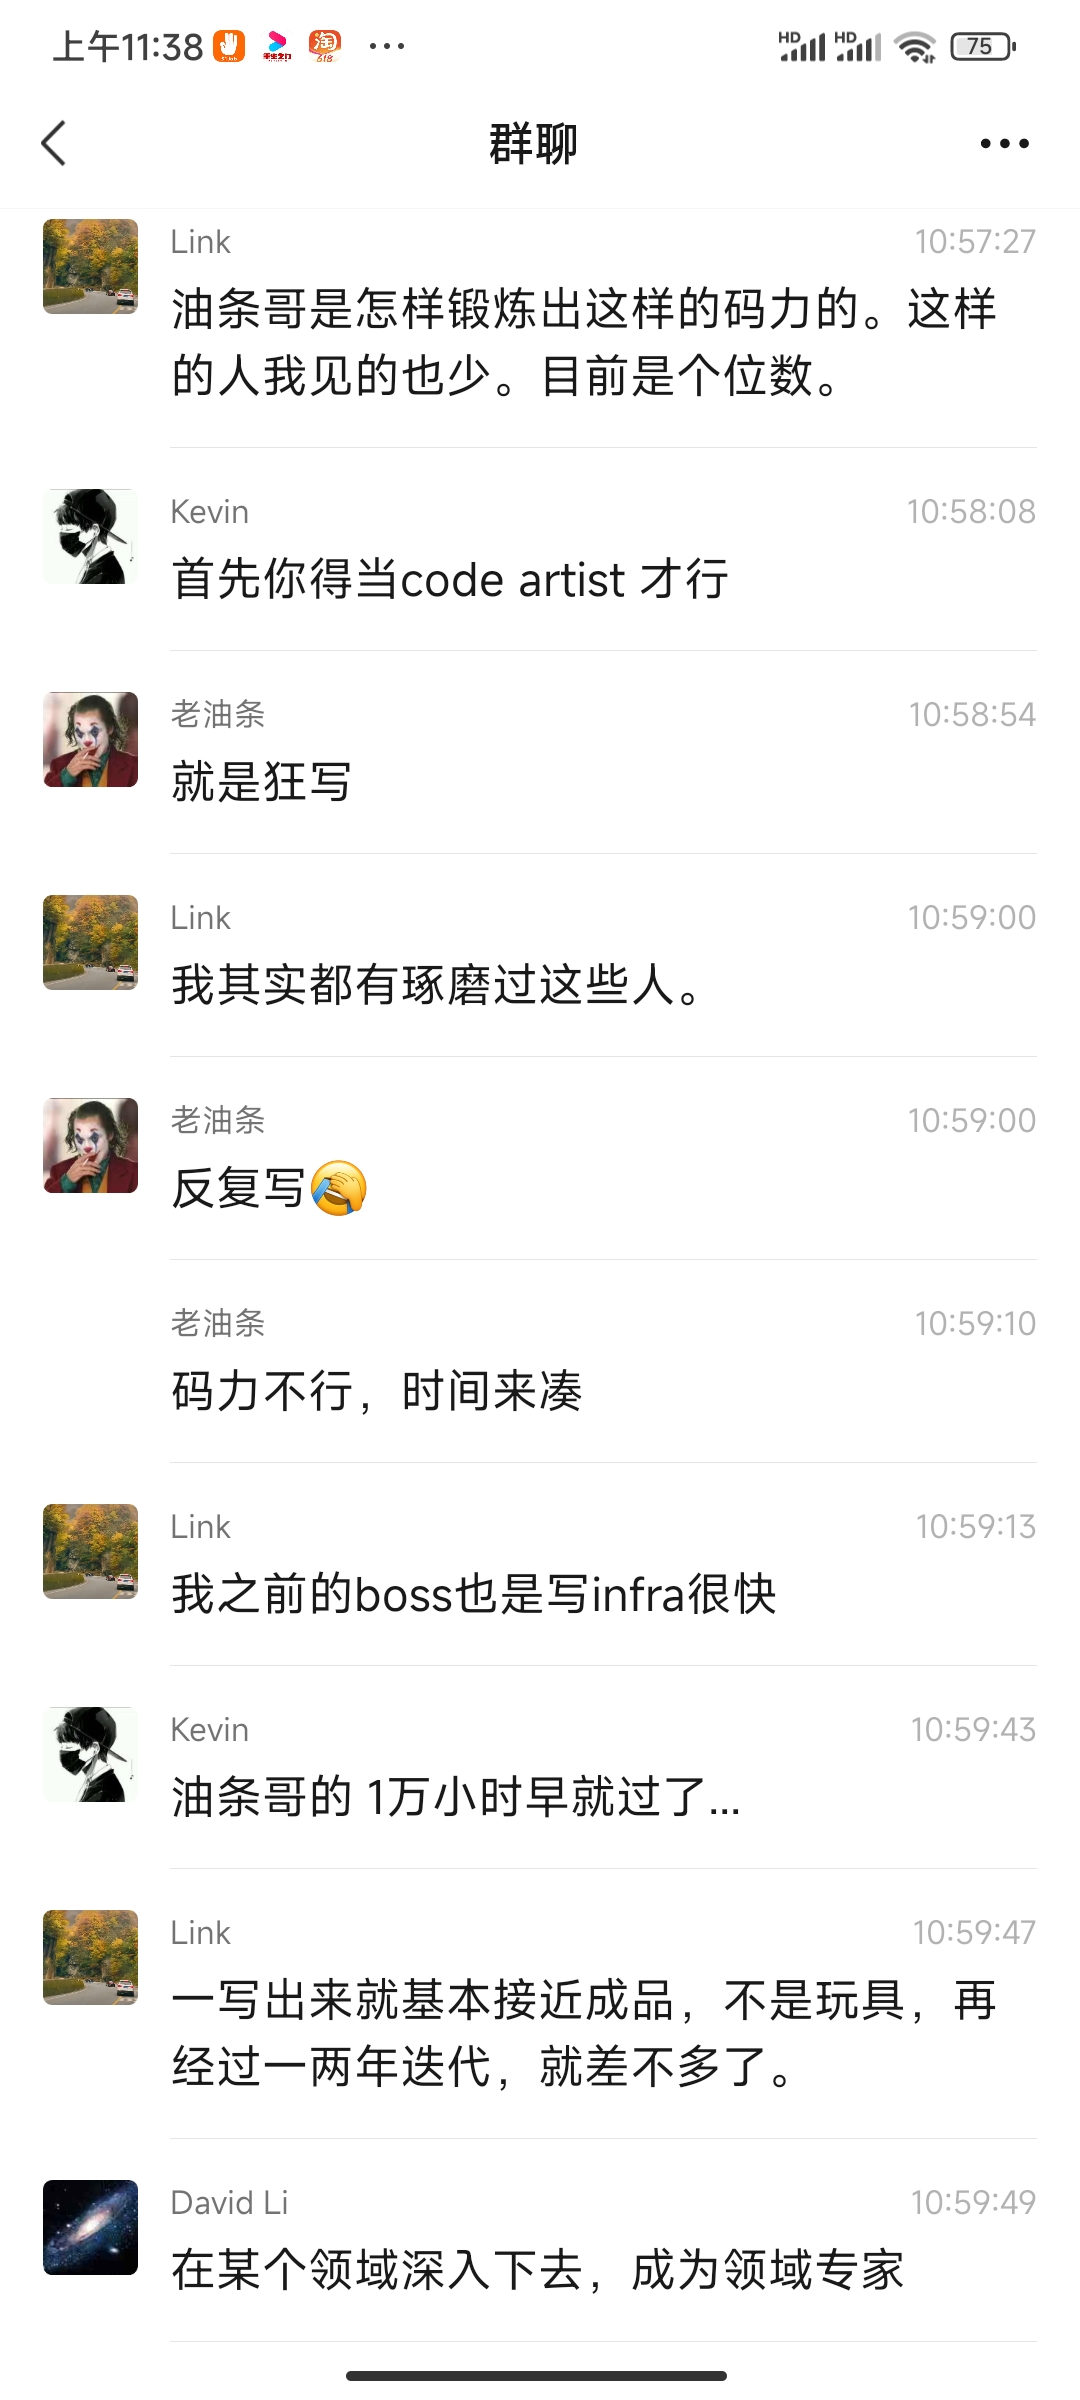 上午11:38
HD HD 75
淘
618
群聊
Link 10:57:27
油条哥是怎样锻炼出这样的码力的。这样
的人我见的也少。目前是个位数。
Kevin 10:58:08
首先你得当code artist 才行
老油条 10:58:54
就是狂写
Link 10:59:00
我其实都有琢磨过这些人。
老油条 10:59:00
反复写🤦
老油条 10:59:10
码力不行，时间来凑
Link 10:59:13
我之前的boss也是写infra很快
Kevin 10:59:43
油条哥的 1万小时早就过了...
Link 10:59:47
一写出来就基本接近成品，不是玩具，再
经过一两年迭代，就差不多了。
David Li 10:59:49
在某个领域深入下去，成为领域专家